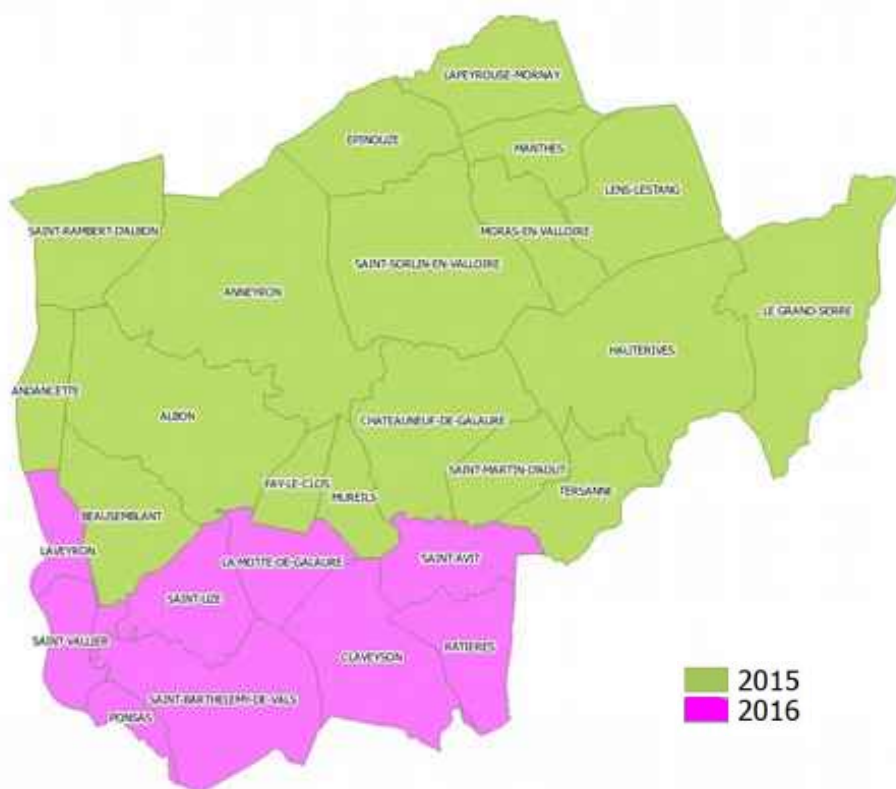 LAPEYROUSE-MORNAY
EPINOUZE
MANTHES
LENS-LESTANG
SAINT-RAMBERT-D'ALBON
MORAS-EN-VALLOIRE
SAINT-SORLIN-EN-VALLOIRE
ANNEYRON
LE GRAND-SERRE
HAUTERIVES
ANDANCETTE
ALBON
CHATEAUNEUF-DE-GALAURE
SAINT-MARTIN-D'AOUT
FAY-LE-CLOS
MUREILS
TERSANNE
BEAUSEMBLANT
LAVEYRON
LA MOTTE-DE-GALAURE
SAINT-AVIT
SAINT-UZE
SAINT-VALLIER
RATIERES
CLAVEYSON
SAINT-BARTHELEMY-DE-VALS
PONSAS
2015
2016